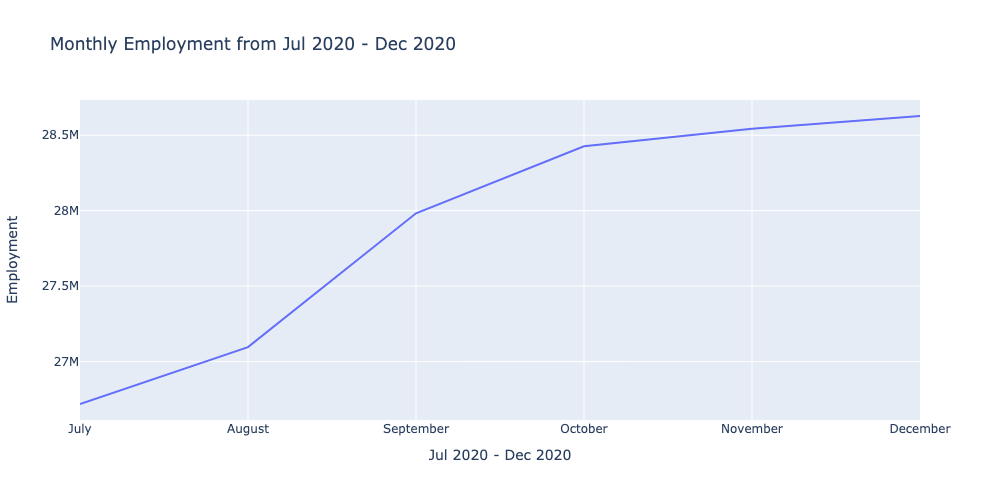 Monthly Employment from Jul 2020 - Dec 2020
28.5M
28M
27.5M
27M
Employment
July
August
September
October
November
December
Jul 2020 - Dec 2020